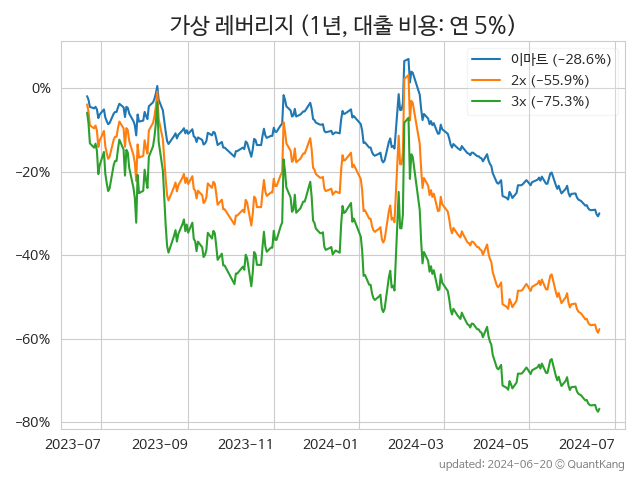 가상 레버리지 (1년, 대출 비용: 연 5%)
이마트 (−28.6%)
2x (−55.9%)
3x (−75.3%)
0%
−20%
−40%
−60%
−80%
2023-07
2023-09
2023-11
2024-01
2024-03
2024-05
2024-07
updated: 2024-06-20 © QuantKang